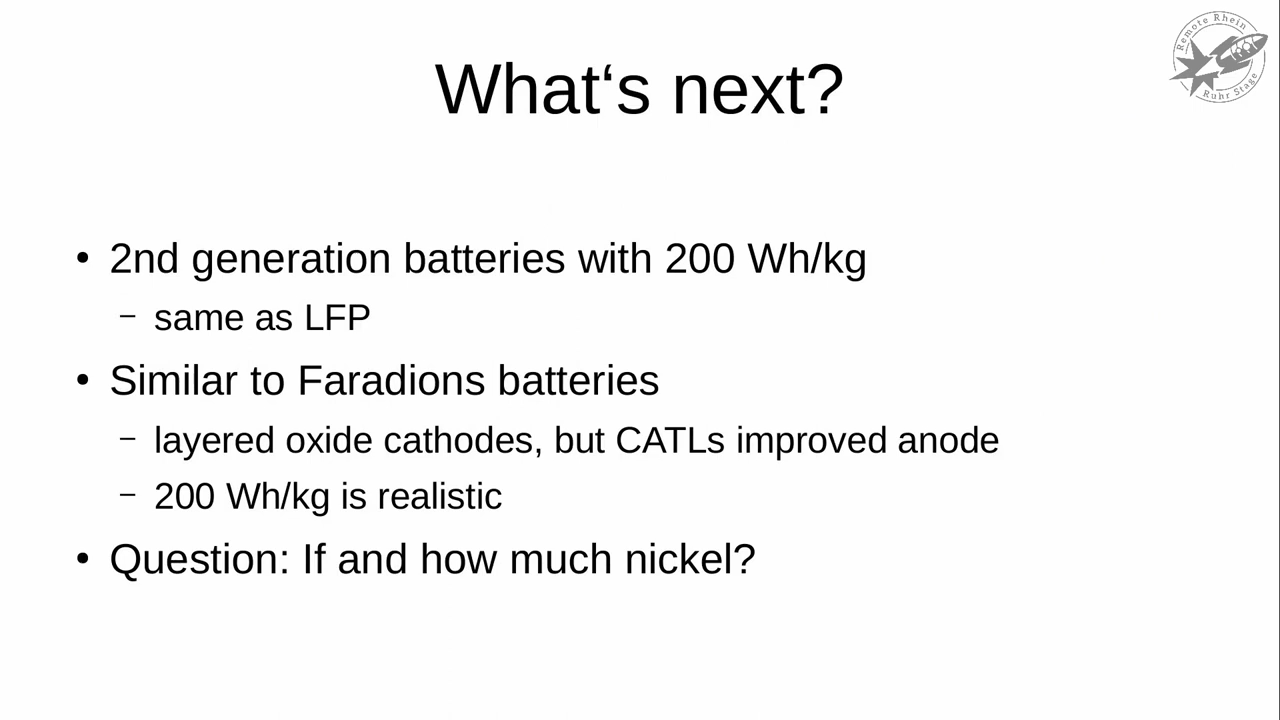 Remote Rhein
Ruhr Stage
What‘s next?
• 2nd generation batteries with 200 Wh/kg
– same as LFP
• Similar to Faradions batteries
– layered oxide cathodes, but CATLs improved anode
– 200 Wh/kg is realistic
• Question: If and how much nickel?